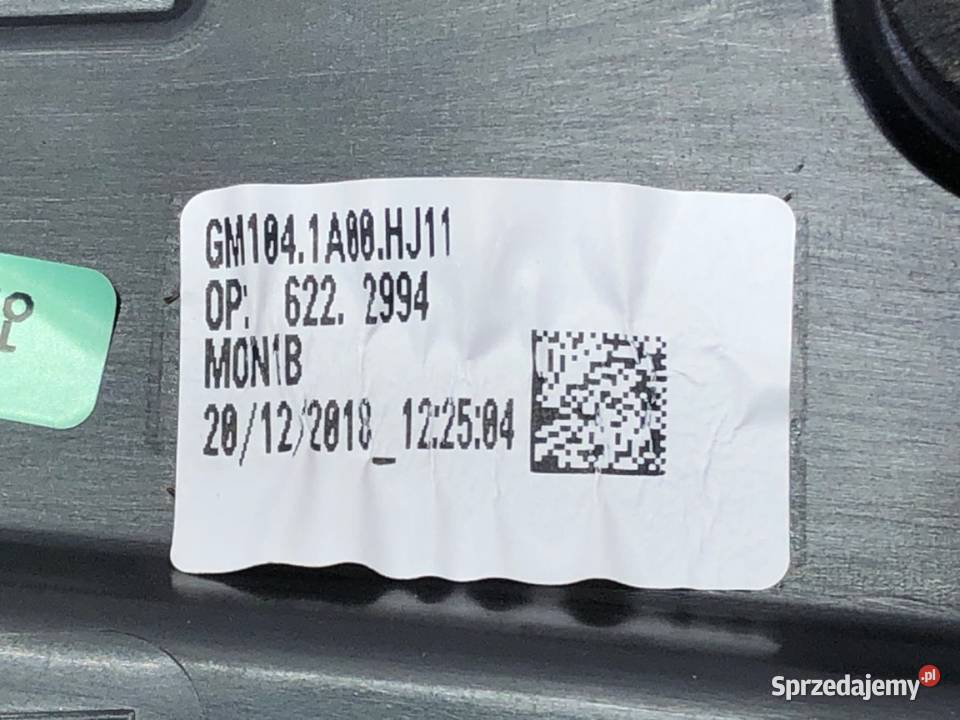 GM104.1A00.HJ11
OP: 622. 2994
MON1B
20/12/2018_12:25:04
Sprzedajemy.pl